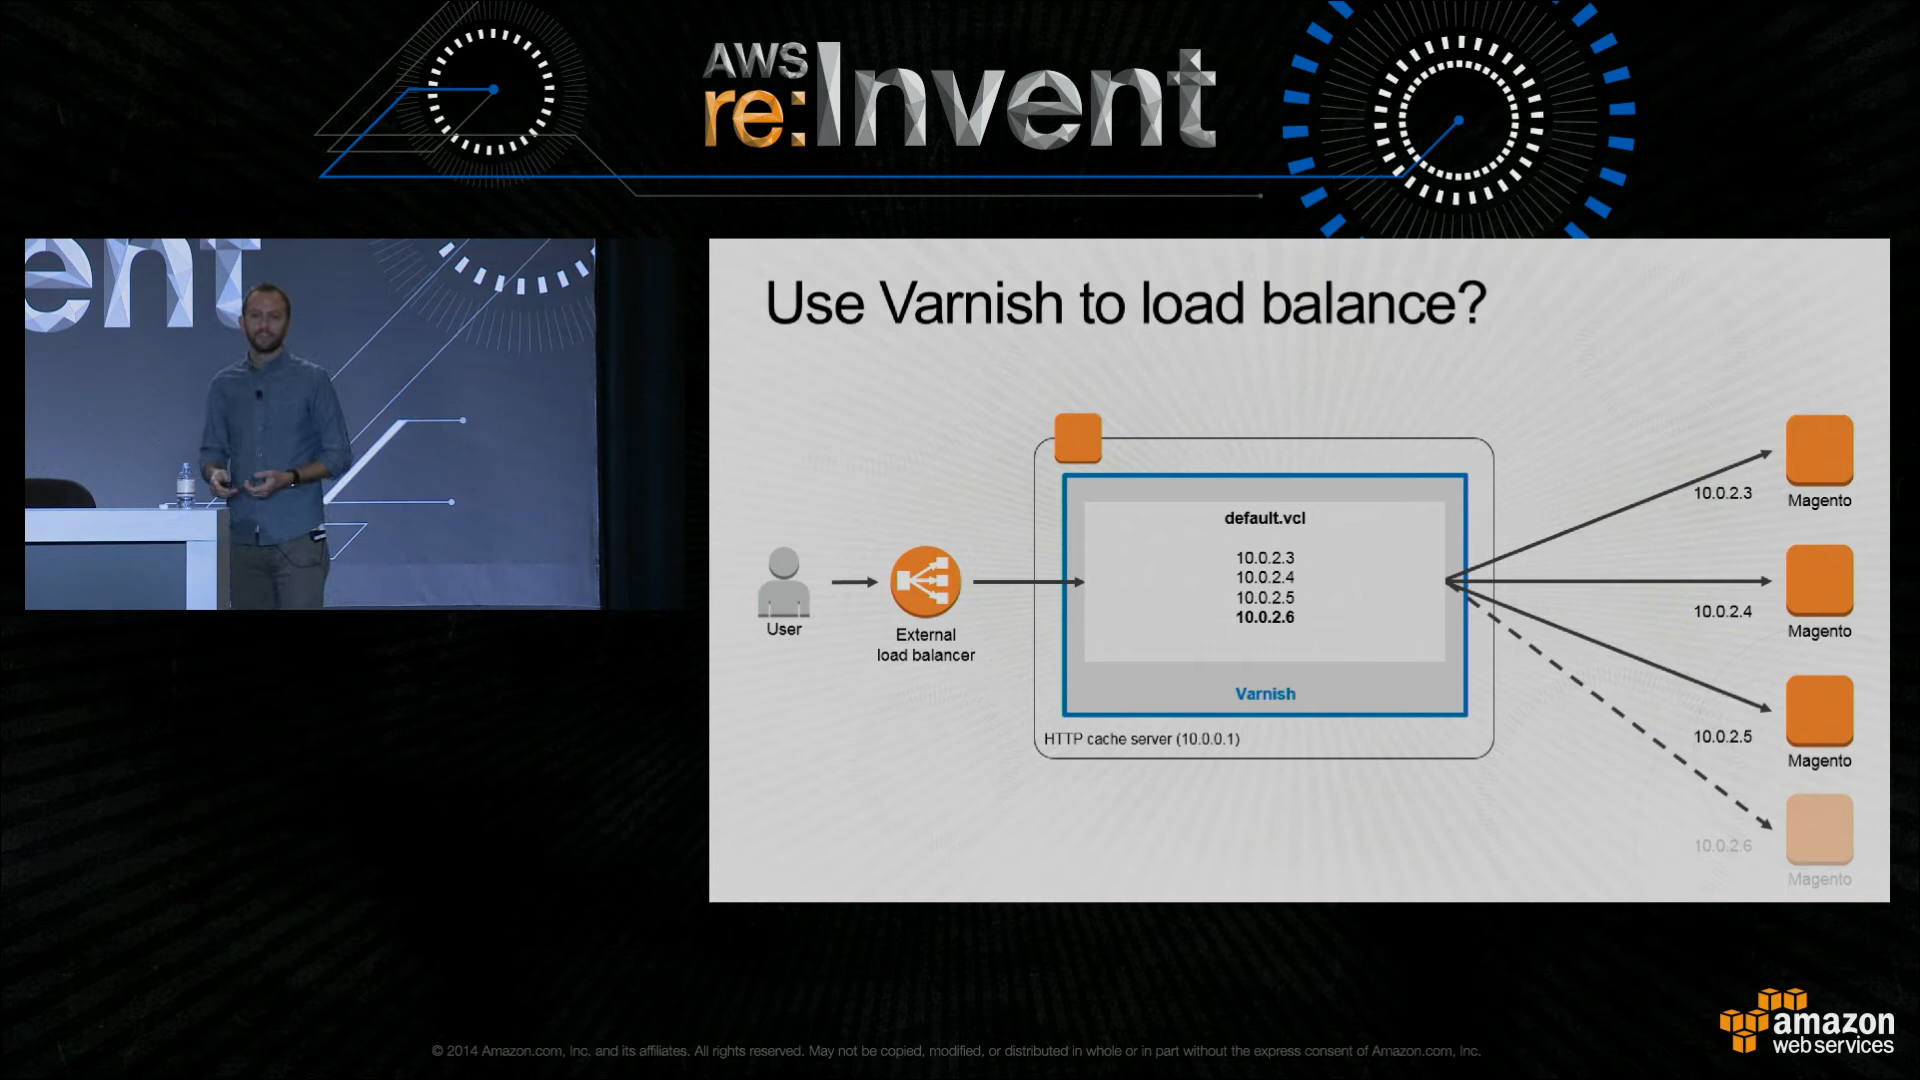 AWS
re:Invent
ent
Use Varnish to load balance?
default.vcl
10.0.2.3
10.0.2.4
10.0.2.5
10.0.2.6
Varnish
HTTP cache server (10.0.0.1)
User
External
load balancer
10.0.2.3
Magento
10.0.2.4
Magento
10.0.2.5
Magento
10.0.2.6
Magento
amazon
web services
© 2014 Amazon.com, Inc. and its affiliates. All rights reserved. May not be copied, modified, or distributed in whole or in part without the express consent of Amazon.com, Inc.